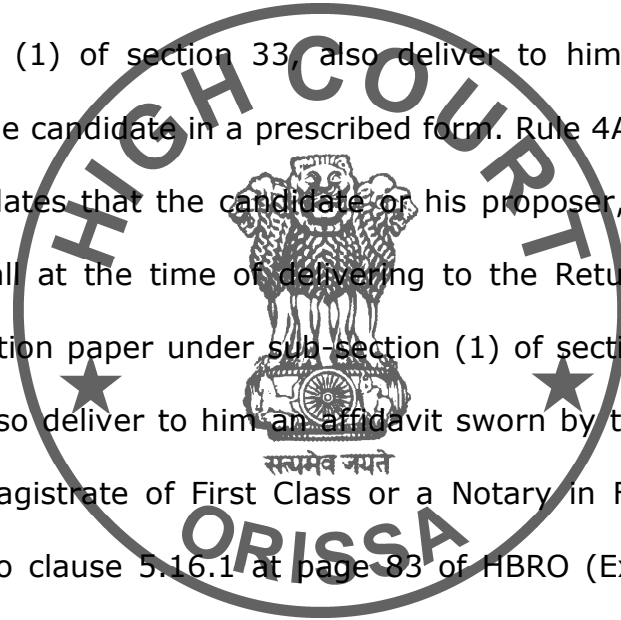 (1) of section 33, also deliver to him
e candidate in a prescribed form. Rule 4A
lates that the candidate or his proposer,
all at the time of delivering to the Retu
tion paper under sub-section (1) of secti
so deliver to him an affidavit sworn by t
agistrate of First Class or a Notary in F
o clause 5.16.1 at page 83 of HBRO (Ex
HIGH COURT
सत्यमेव जयते
ORISSA